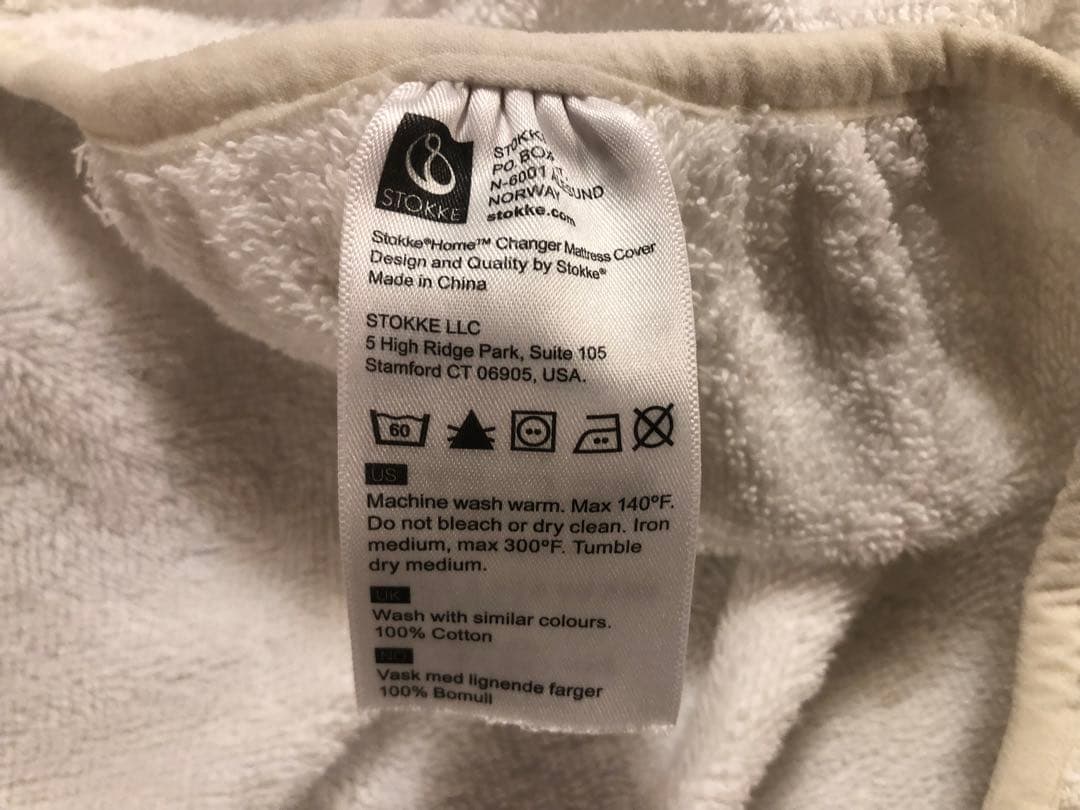 STOKKE
PO. BOX
N-6001
NORWAY
stokke.com
Stokke®Home™ Changer Mattress Cover
Design and Quality by Stokke®
Made in China
STOKKE LLC
5 High Ridge Park, Suite 105
Stamford CT 06905, USA.
60
US
Machine wash warm. Max 140°F.
Do not bleach or dry clean. Iron
medium, max 300°F. Tumble
dry medium.
UK
Wash with similar colours.
100% Cotton
NO
Vask med lignende farger
100% Bomull